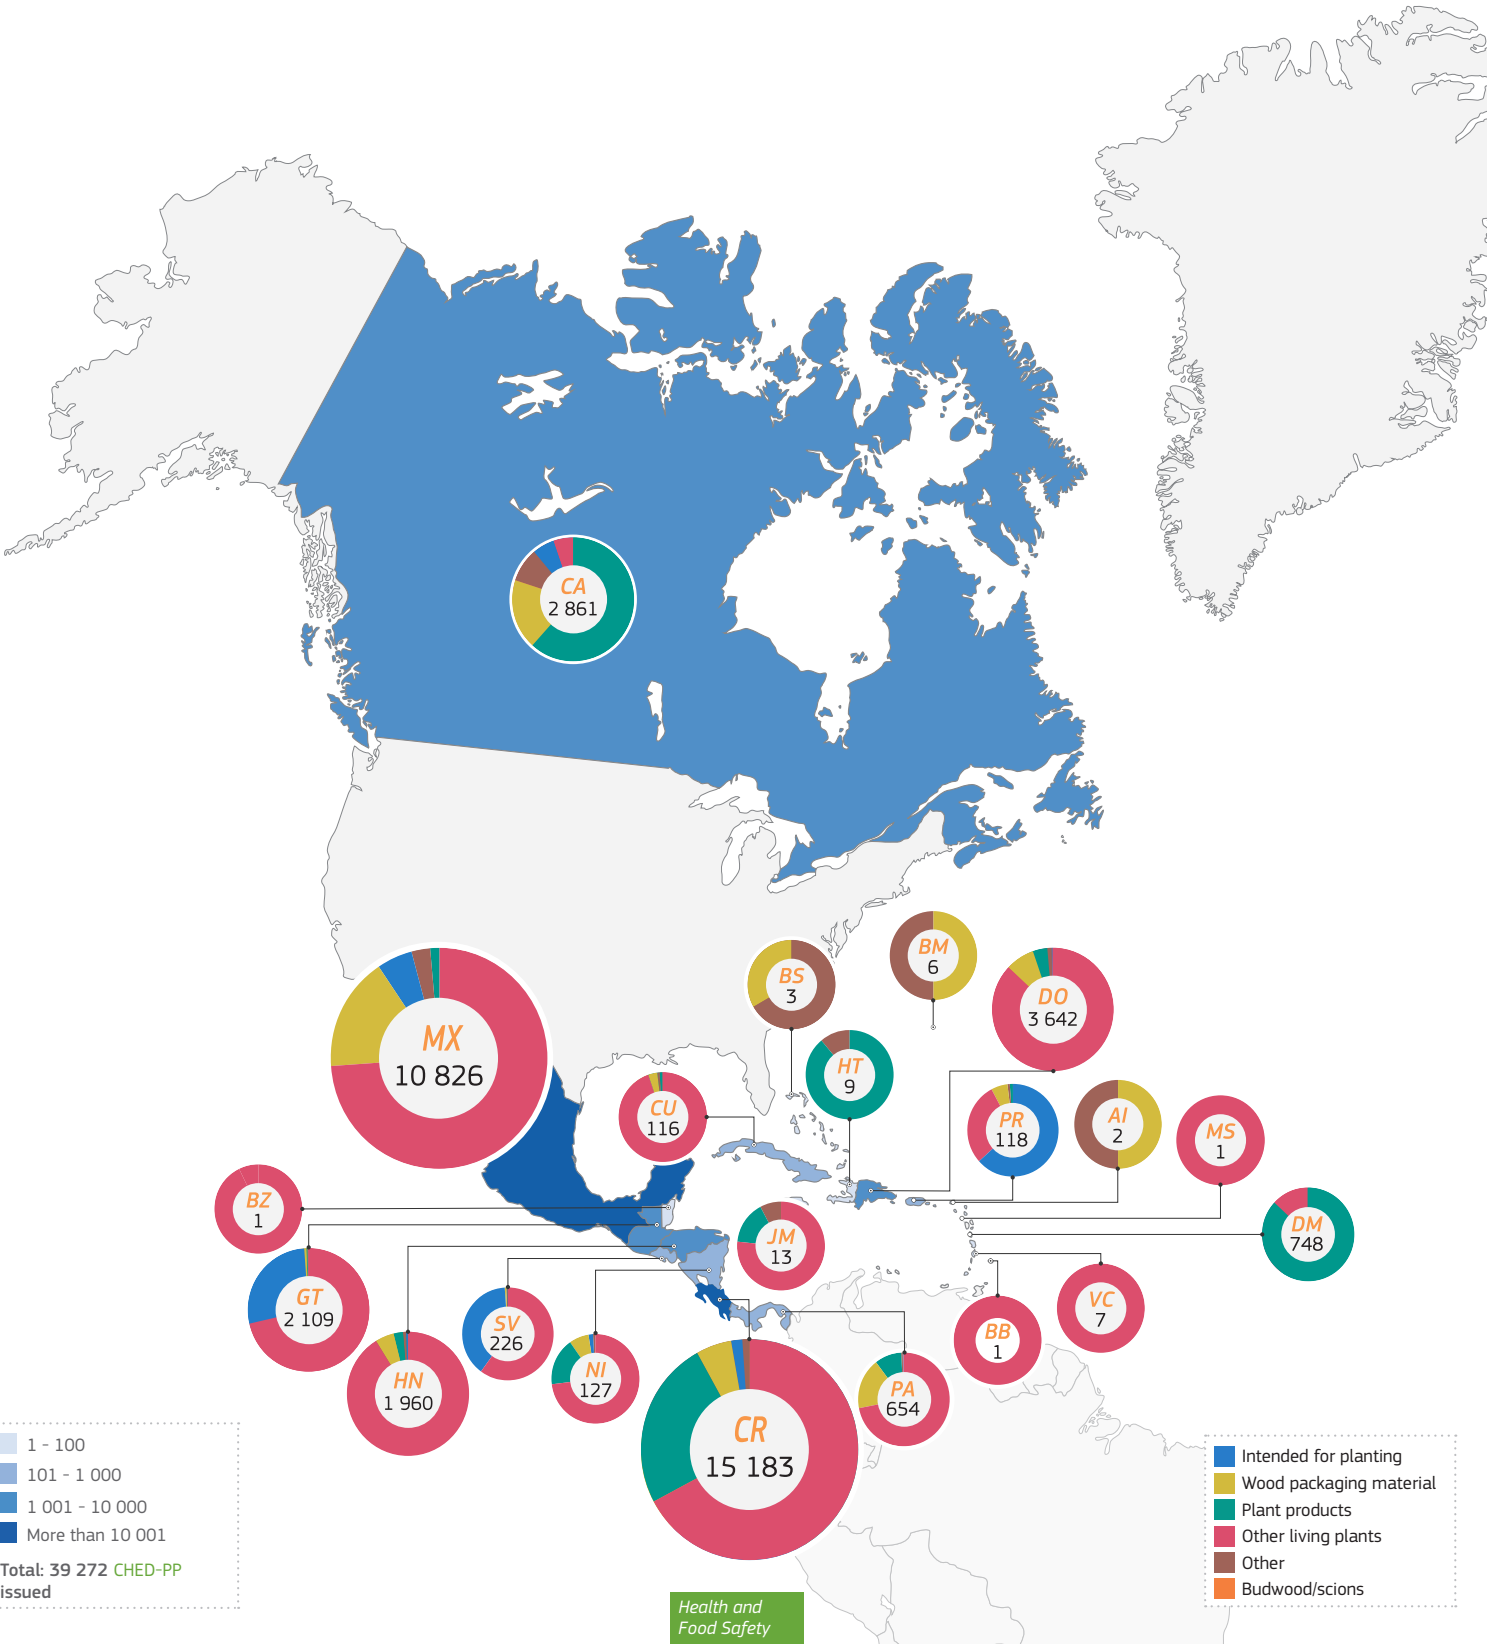 CA
2 861
BM
6
BS
3
DO
3 642
MX
10 826
HT
9
CU
116
PR
118
AI
2
MS
1
BZ
1
JM
13
DM
748
GT
2 109
SV
226
VC
7
BB
1
NI
127
HN
1 960
PA
654
CR
15 183
1 - 100
101 - 1 000
1 001 - 10 000
More than 10 001
Total: 39 272 CHED-PP
issued
Intended for planting
Wood packaging material
Plant products
Other living plants
Other
Budwood/scions
Health and
Food Safety